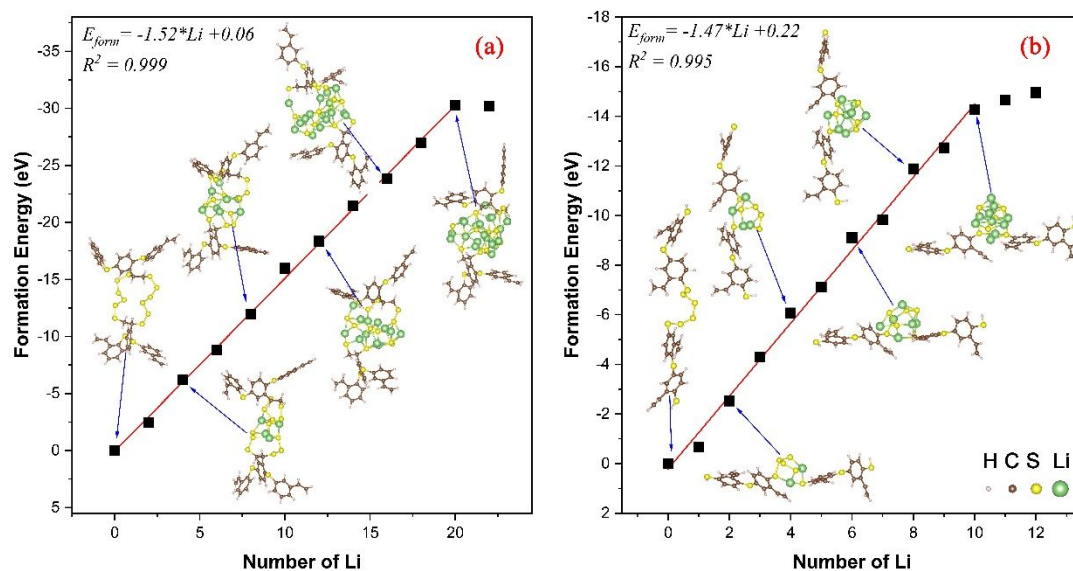 E_form = -1.52*Li +0.06
R² = 0.999
(a)
Formation Energy (eV)
-35
-30
-25
-20
-15
-10
-5
0
5
0 5 10 15 20
Number of Li
E_form = -1.47*Li +0.22
R² = 0.995
(b)
Formation Energy (eV)
-18
-16
-14
-12
-10
-8
-6
-4
-2
0
2
H C S Li
0 2 4 6 8 10 12
Number of Li